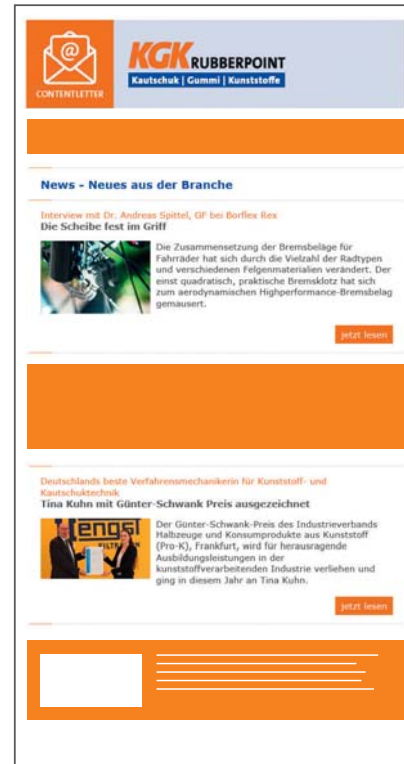 CONTENTLETTER
KGK RUBBERPOINT
Kautschuk | Gummi | Kunststoffe
News - Neues aus der Branche
Interview mit Dr. Andreas Spittel, GF bei Borflex Rex
Die Scheibe fest im Griff
Die Zusammensetzung der Bremsbeläge für
Fahrräder hat sich durch die Vielzahl der Radtypen
und verschiedenen Felgenmaterialien verändert. Der
einst quadratisch, praktische Bremsklotz hat sich
zum aerodynamischen Highperformance-Bremsbelag
gemausert.
jetzt lesen
Deutschlands beste Verfahrensmechanikerin für Kunststoff- und
Kautschuktechnik
Tina Kuhn mit Günter-Schwank Preis ausgezeichnet
engst
FILTR
Der Günter-Schwank-Preis des Industrieverbands
Halbzeuge und Konsumprodukte aus Kunststoff
(Pro-K), Frankfurt, wird für herausragende
Ausbildungsleistungen in der
kunststoffverarbeitenden Industrie verliehen und
ging in diesem Jahr an Tina Kuhn.
jetzt lesen